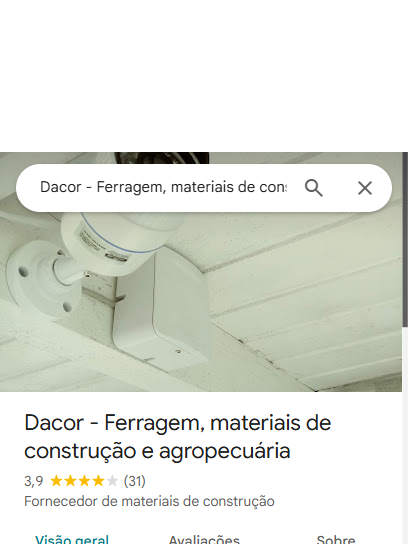 Dacor - Ferragem, materiais de cons
Dacor - Ferragem, materiais de
construção e agropecuária
3,9 (31)
Fornecedor de materiais de construção
Visão geral Avaliações Sobre